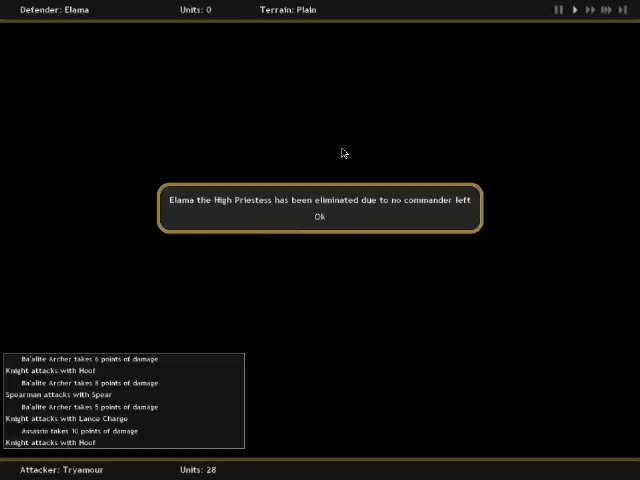 Defender: Elama Units: 0 Terrain: Plain
Elama the High Priestess has been eliminated due to no commander left
Ok
Ba'alite Archer takes 6 points of damage
Knight attacks with Hoof
Ba'alite Archer takes 8 points of damage
Spearman attacks with Spear
Ba'alite Archer takes 5 points of damage
Knight attacks with Lance Charge
Assassin takes 10 points of damage
Knight attacks with Hoof
Attacker: Tryamour Units: 28